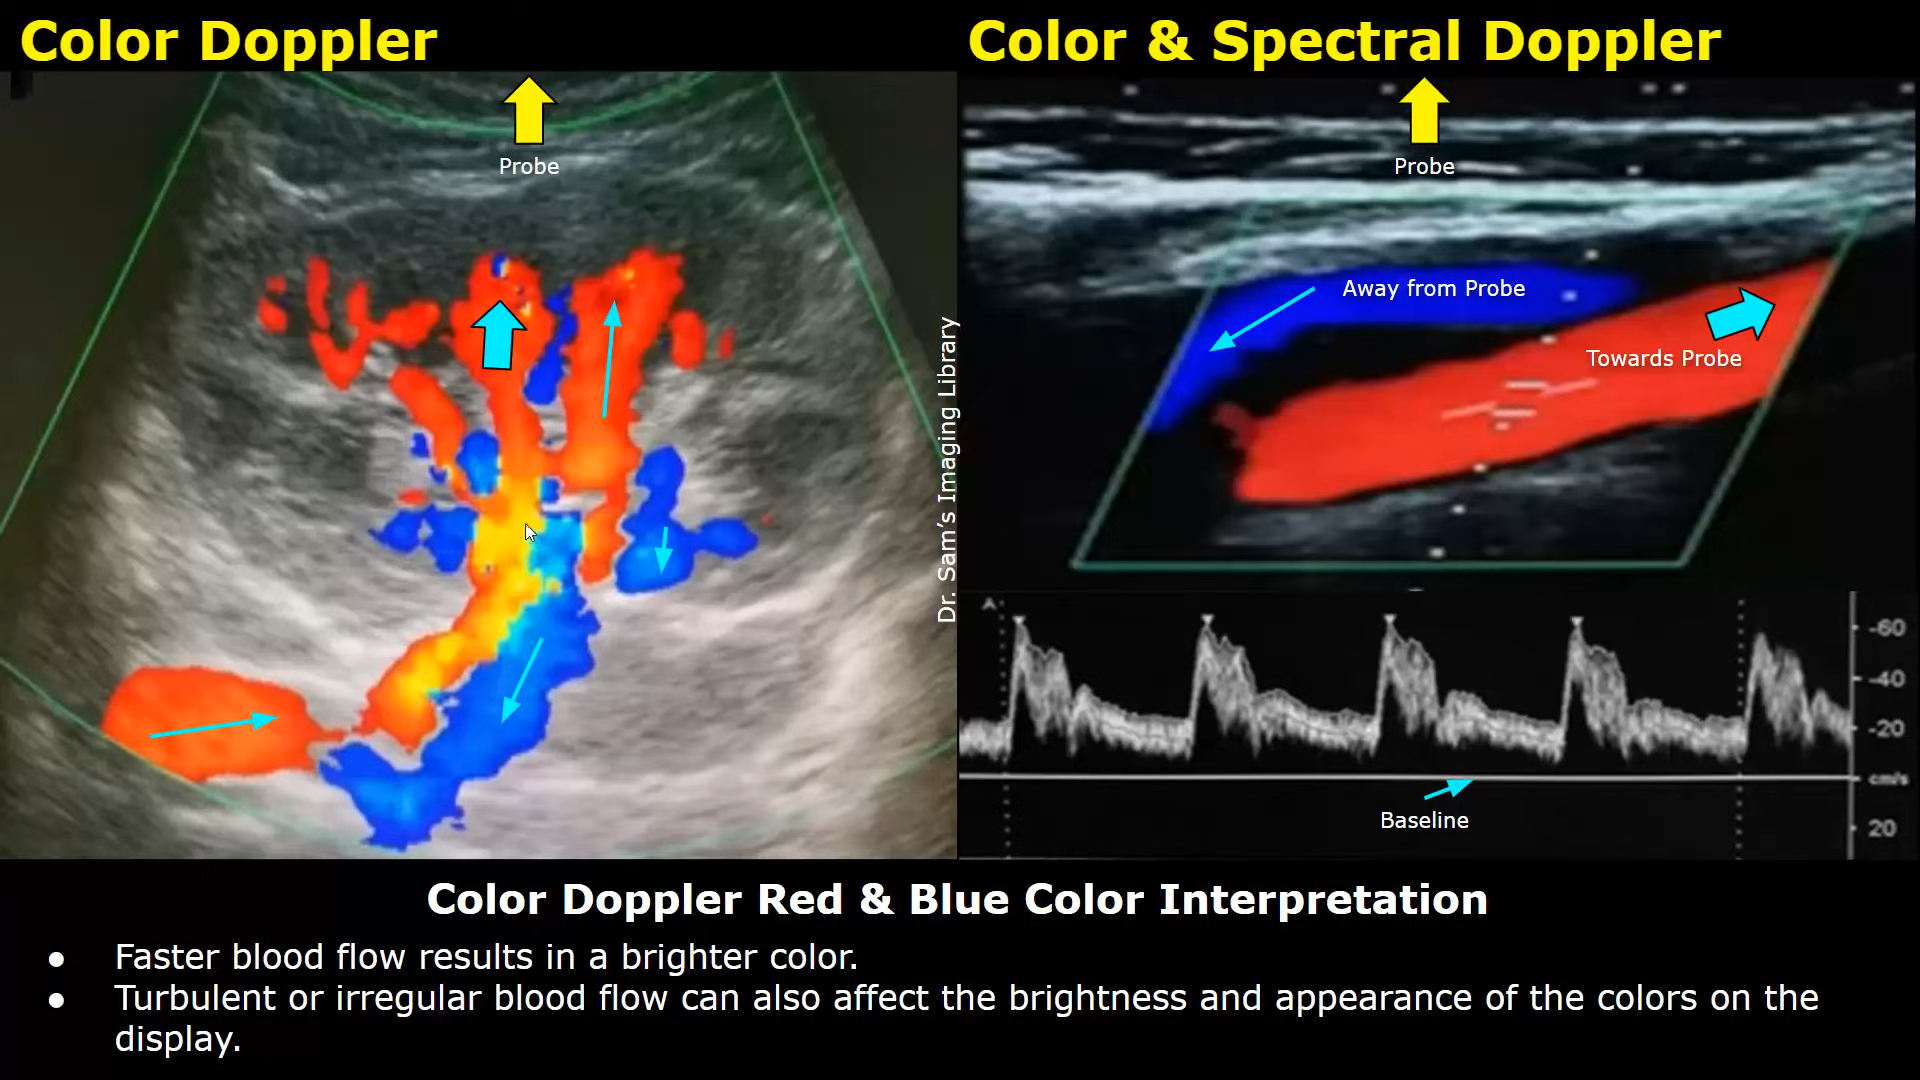 Color Doppler
Color & Spectral Doppler
Probe
Probe
Away from Probe
Towards Probe
Dr. Sam's Imaging Library
A
-60
-40
-20
cm/s
20
Baseline
Color Doppler Red & Blue Color Interpretation
● Faster blood flow results in a brighter color.
● Turbulent or irregular blood flow can also affect the brightness and appearance of the colors on the
display.